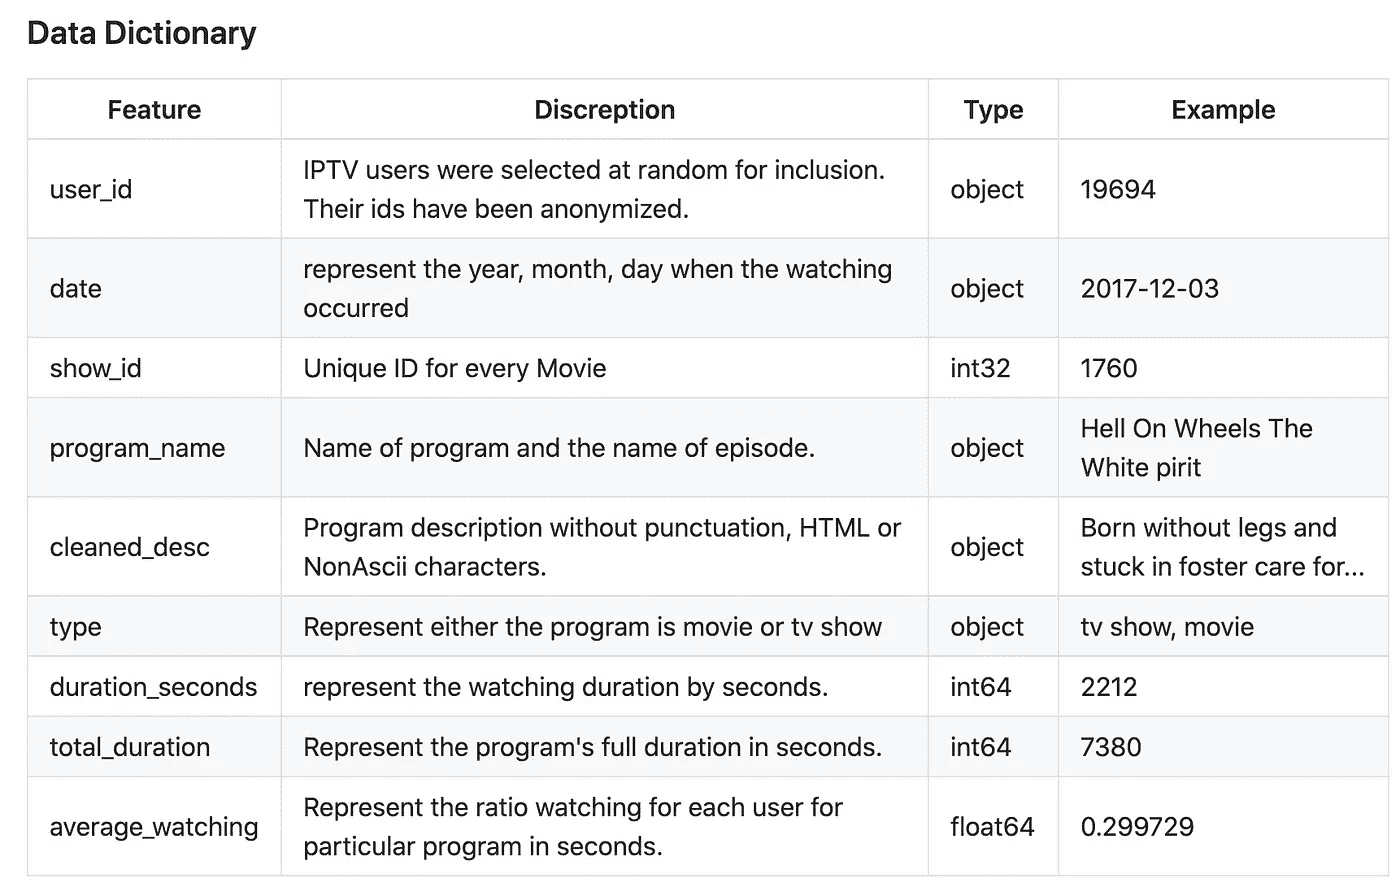 Data Dictionary
Feature Discreption Type Example
user_id
IPTV users were selected at random for inclusion.
Their ids have been anonymized.
object
19694
date
represent the year, month, day when the watching
occurred
object
2017-12-03
show_id
Unique ID for every Movie
int32
1760
program_name
Name of program and the name of episode.
object
Hell On Wheels The
White pirit
cleaned_desc
Program description without punctuation, HTML or
NonAscii characters.
object
Born without legs and
stuck in foster care for...
type
Represent either the program is movie or tv show
object
tv show, movie
duration_seconds
represent the watching duration by seconds.
int64
2212
total_duration
Represent the program's full duration in seconds.
int64
7380
average_watching
Represent the ratio watching for each user for
particular program in seconds.
float64
0.299729